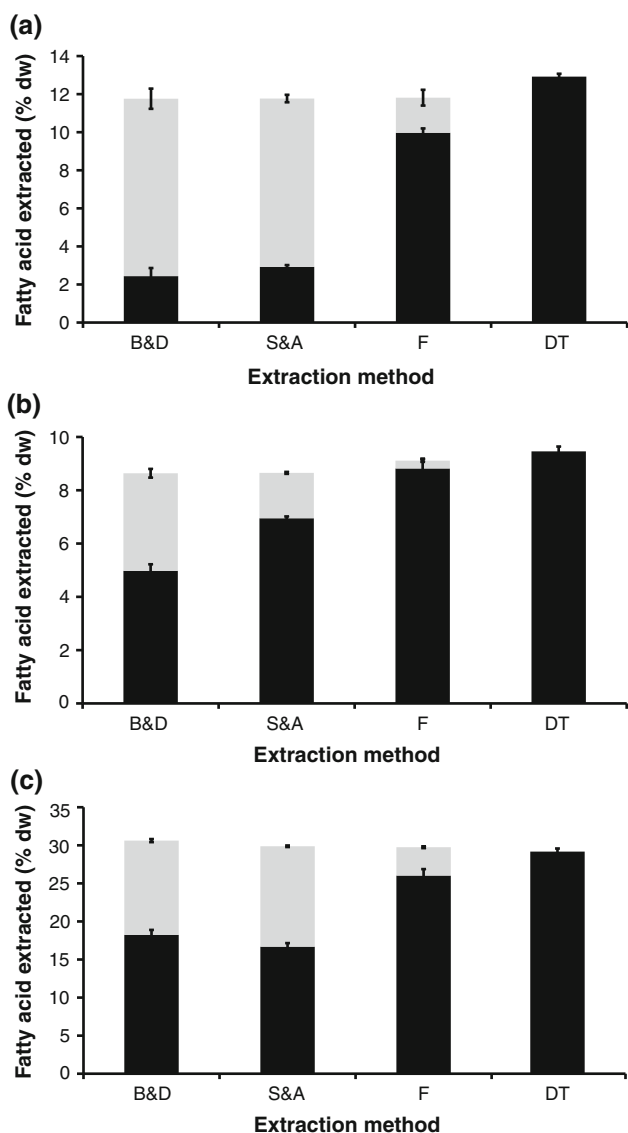 (a)
Fatty acid extracted (% dw)
14
12
10
8
6
4
2
0
B&D S&A F DT
Extraction method
(b)
Fatty acid extracted (% dw)
10
8
6
4
2
0
B&D S&A F DT
Extraction method
(c)
Fatty acid extracted (% dw)
35
30
25
20
15
10
5
0
B&D S&A F DT
Extraction method